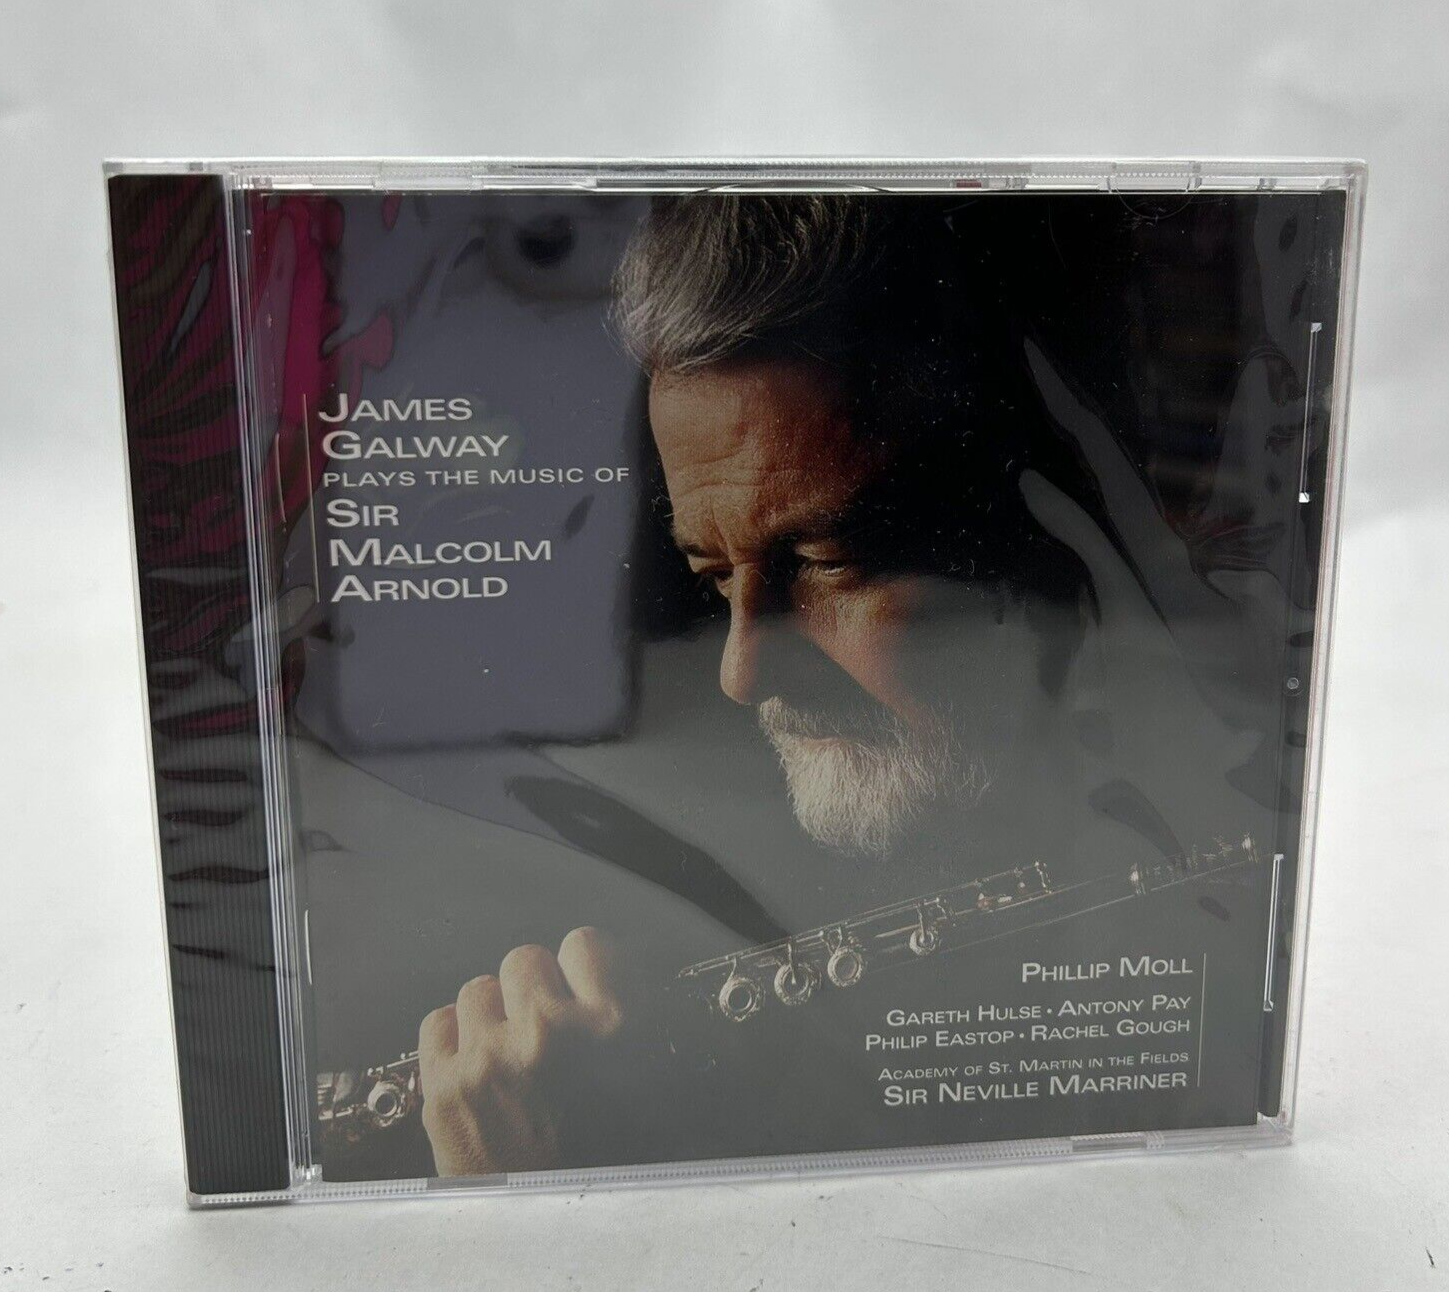 JAMES
GALWAY
PLAYS THE MUSIC OF
SIR
MALCOLM
ARNOLD
PHILLIP MOLL
GARETH HULSE • ANTONY PAY
PHILIP EASTOP • RACHEL GOUGH
ACADEMY OF ST. MARTIN IN THE FIELDS
SIR NEVILLE MARRINER